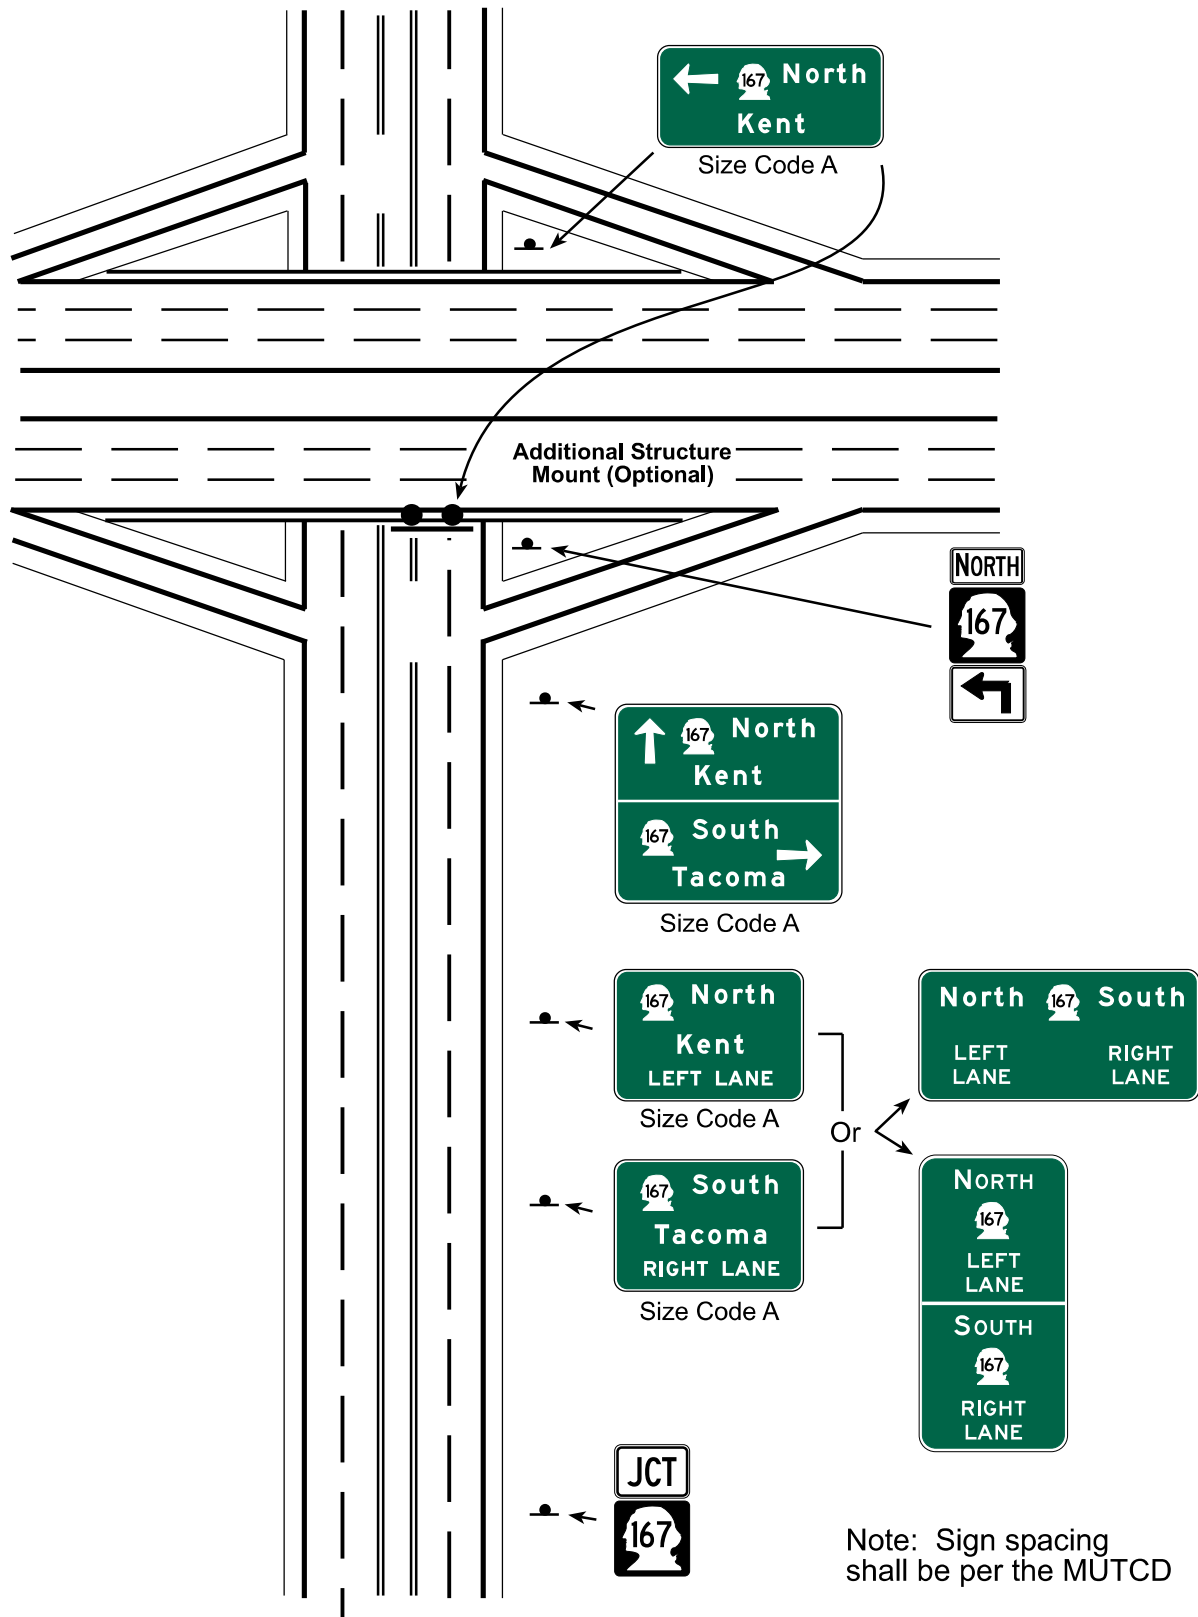 167 North
Kent
Size Code A
Additional Structure
Mount (Optional)
NORTH
167
167 North
Kent
167 South
Tacoma
Size Code A
167 North
Kent
LEFT LANE
Size Code A
North 167 South
LEFT
LANE
RIGHT
LANE
Or
167 South
Tacoma
RIGHT LANE
Size Code A
NORTH
167
LEFT
LANE
SOUTH
167
RIGHT
LANE
JCT
167
Note: Sign spacing
shall be per the MUTCD